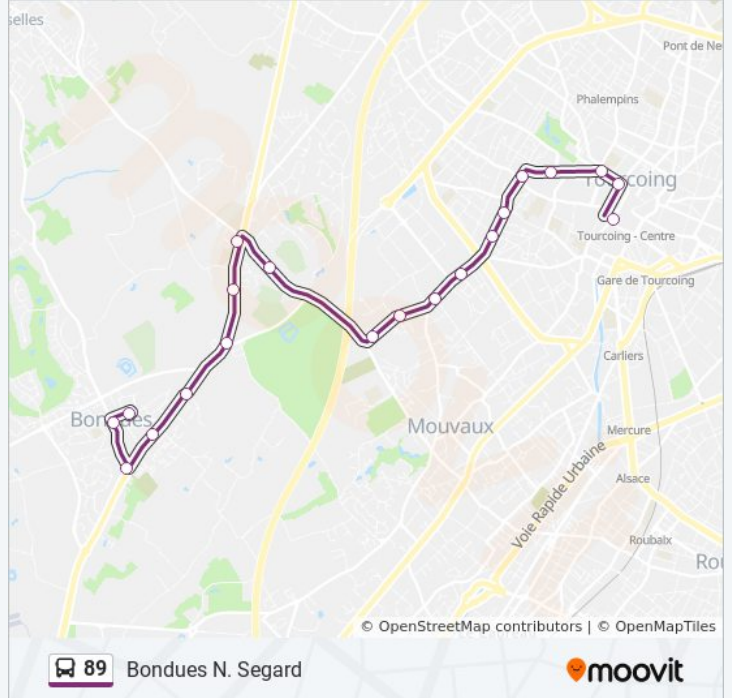 selles
Pont de Ne
Phalempins
Tourcoing
Tourcoing - Centre
Gare de Tourcoing
Carliers
Bondues
Mouvaux
Mercure
Voie Rapide Urbaine
Alsace
Roubaix
Rou
© OpenStreetMap contributors | © OpenMapTiles
89 Bondues N. Segard
moovit